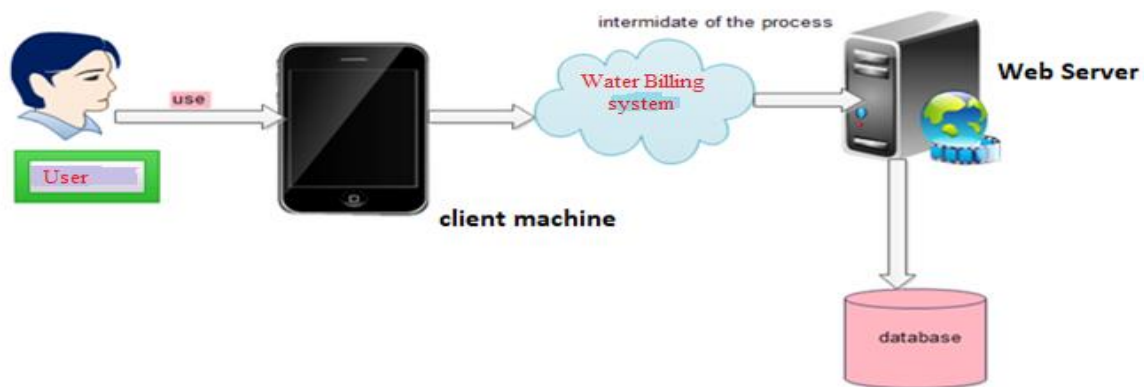 intermidate of the process
Water Billing
system
Web Server
use
User
client machine
database